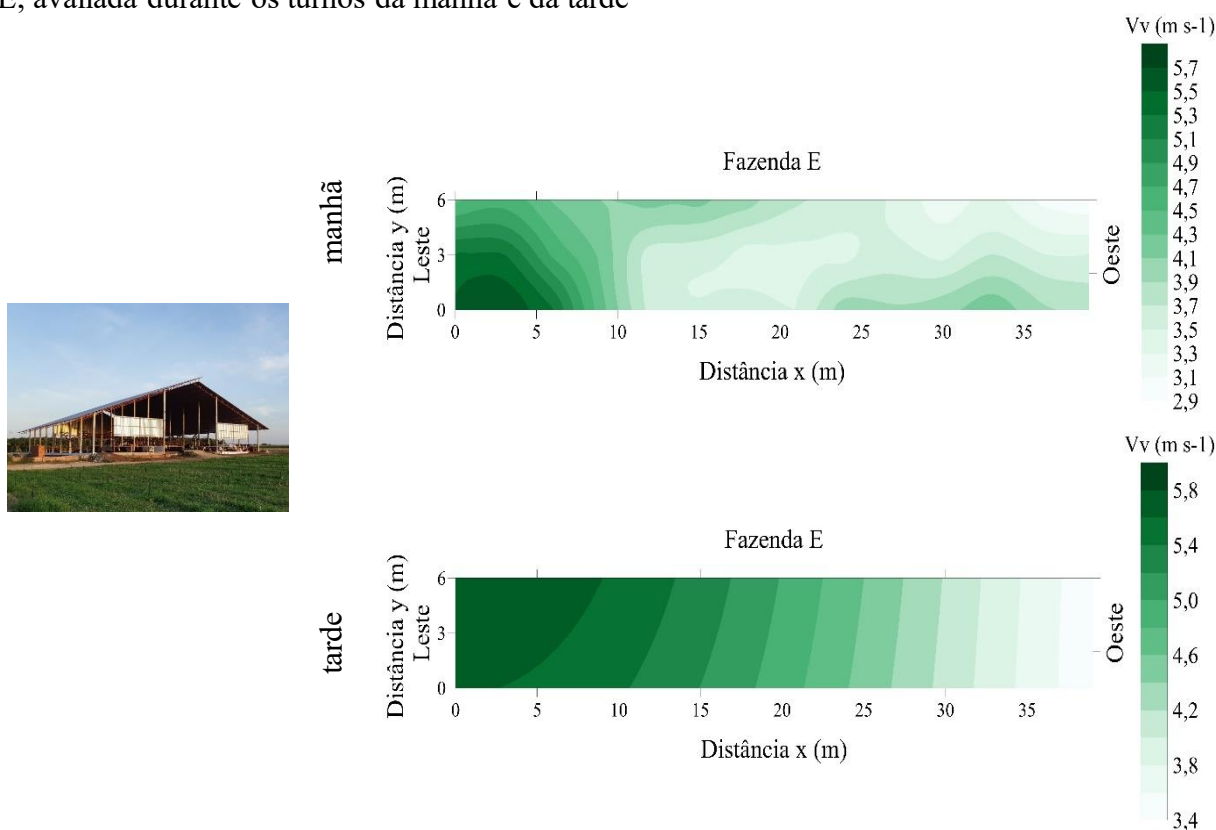 E, avaliada durante os turnos da manhã e da tarde
Vv (m s-1)
5,7
5,5
5,3
5,1
4,9
4,7
4,5
4,3
4,1
3,9
3,7
3,5
3,3
3,1
2,9
manhã
Fazenda E
Distância y (m)
Leste
6
3
0
0 5 10 15 20 25 30 35
Distância x (m)
Oeste
Vv (m s-1)
5,8
5,4
5,0
4,6
4,2
3,8
3,4
tarde
Fazenda E
Distância y (m)
Leste
6
3
0
0 5 10 15 20 25 30 35
Distância x (m)
Oeste